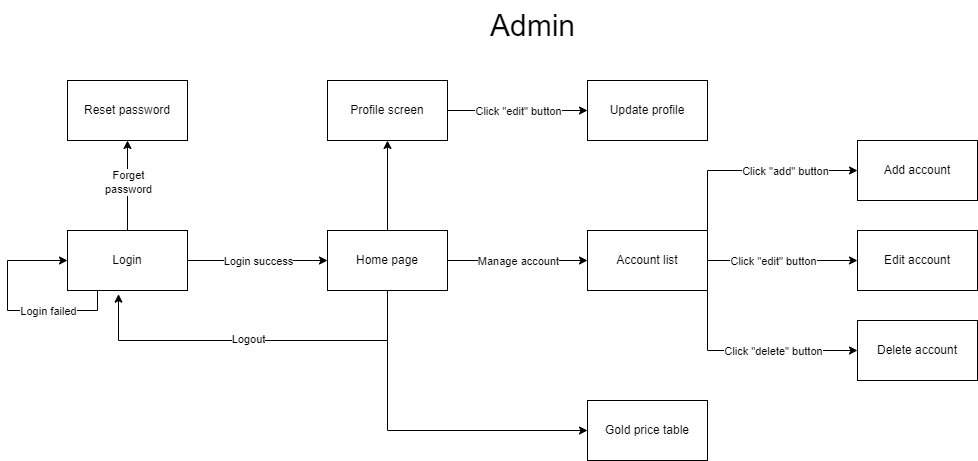 Admin
Reset password
Profile screen
Click "edit" button
Update profile
Forget
password
Click "add" button
Add account
Login
Login success
Home page
Manage account
Account list
Click "edit" button
Edit account
Login failed
Logout
Click "delete" button
Delete account
Gold price table